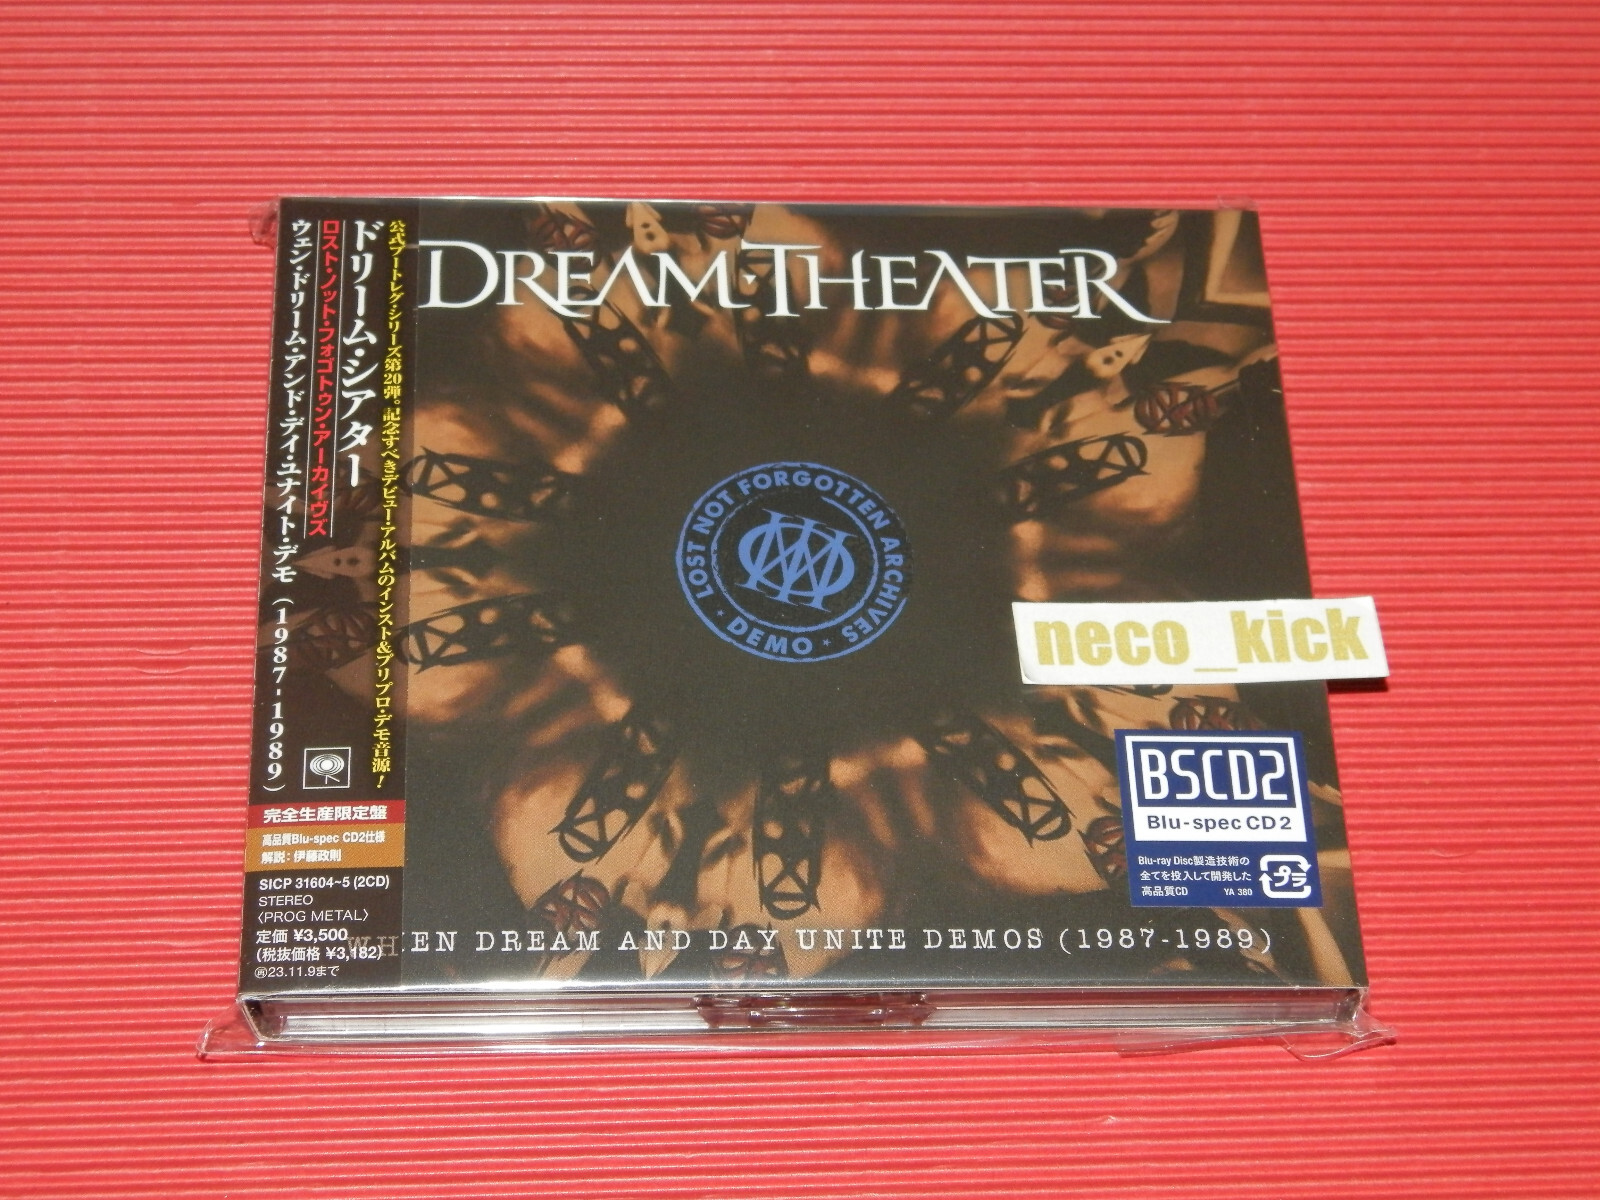 公式ブートレグ・シリーズ第20弾。記念すべきデビュー・アルバムのインスト&プリプロ・デモ音源!
ドリーム・シアター
ロスト・ノット・フォゴトゥン・アーカイヴズ
ウェン・ドリーム・アンド・デイ・ユナイト・デモ(1987-1989)
完全生産限定盤
高品質Blu-spec CD2仕様
解説:伊藤政則
SICP 31604~5 (2CD)
STEREO
〈PROG METAL〉
定価 ¥3,500
(税抜価格 ¥3,182)
㋐23.11.9まで
DREAM THEATER
LOST NOT FORGOTTEN ARCHIVES
DEMO
neco_kick
BSCD2
Blu-spec CD 2
Blu-ray Disc製造技術の
全てを投入して開発した
高品質CD YA 380
プラ
WHEN DREAM AND DAY UNITE DEMOS (1987-1989)